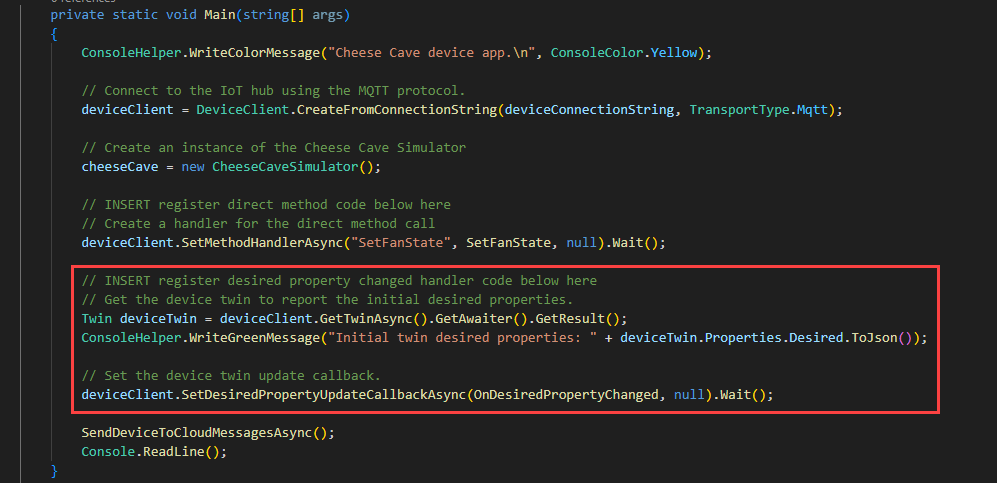 0 references
private static void Main(string[] args)
{
ConsoleHelper.WriteColorMessage("Cheese Cave device app.\n", ConsoleColor.Yellow);
// Connect to the IoT hub using the MQTT protocol.
deviceClient = DeviceClient.CreateFromConnectionString(deviceConnectionString, TransportType.Mqtt);
// Create an instance of the Cheese Cave Simulator
cheeseCave = new CheeseCaveSimulator();
// INSERT register direct method code below here
// Create a handler for the direct method call
deviceClient.SetMethodHandlerAsync("SetFanState", SetFanState, null).Wait();
// INSERT register desired property changed handler code below here
// Get the device twin to report the initial desired properties.
Twin deviceTwin = deviceClient.GetTwinAsync().GetAwaiter().GetResult();
ConsoleHelper.WriteGreenMessage("Initial twin desired properties: " + deviceTwin.Properties.Desired.ToJson());
// Set the device twin update callback.
deviceClient.SetDesiredPropertyUpdateCallbackAsync(OnDesiredPropertyChanged, null).Wait();
SendDeviceToCloudMessagesAsync();
Console.ReadLine();
}